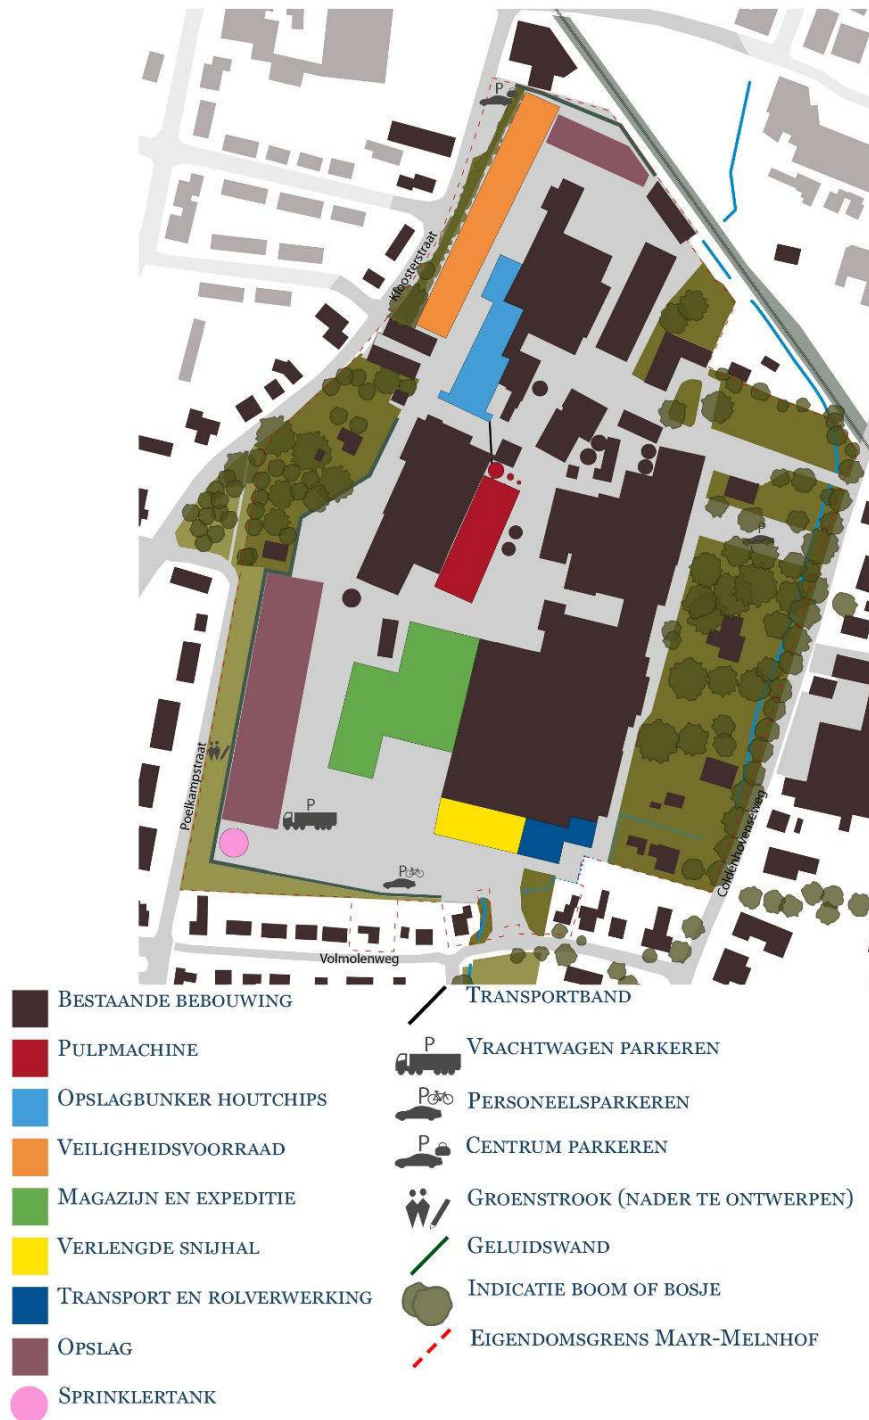 P
Kloosterstraat
P
Poelkampstraat
P
P
Coldenhovenseweg
Volmolenweg
Bestaande bebouwing
Pulpmachine
Opslagbunker houtchips
Veiligheidsvoorraad
Magazijn en expeditie
Verlengde snijhal
Transport en rolverwerking
Opslag
Sprinklertank
Transportband
P
Vrachtwagen parkeren
P
Personeelsparkeren
P
Centrum parkeren
Groenstrook (nader te ontwerpen)
Geluidswand
Indicatie boom of bosje
Eigendomsgrens Mayr-Melnhof